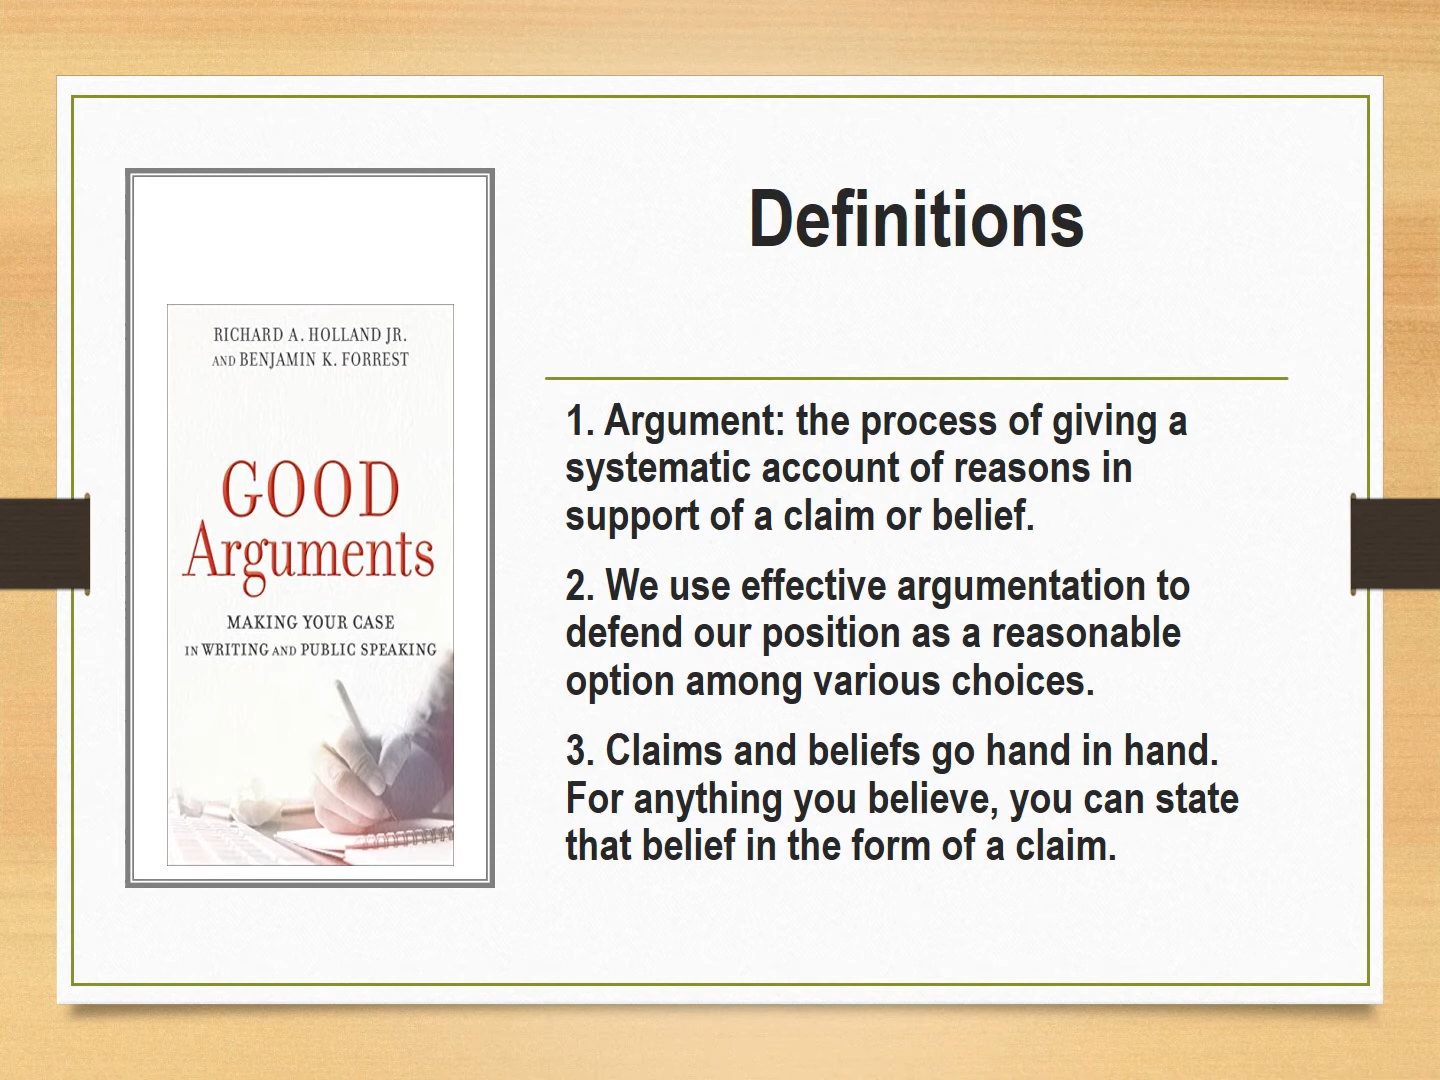 RICHARD A. HOLLAND JR.
AND BENJAMIN K. FORREST
GOOD
Arguments
MAKING YOUR CASE
IN WRITING AND PUBLIC SPEAKING
Definitions
1. Argument: the process of giving a
systematic account of reasons in
support of a claim or belief.
2. We use effective argumentation to
defend our position as a reasonable
option among various choices.
3. Claims and beliefs go hand in hand.
For anything you believe, you can state
that belief in the form of a claim.